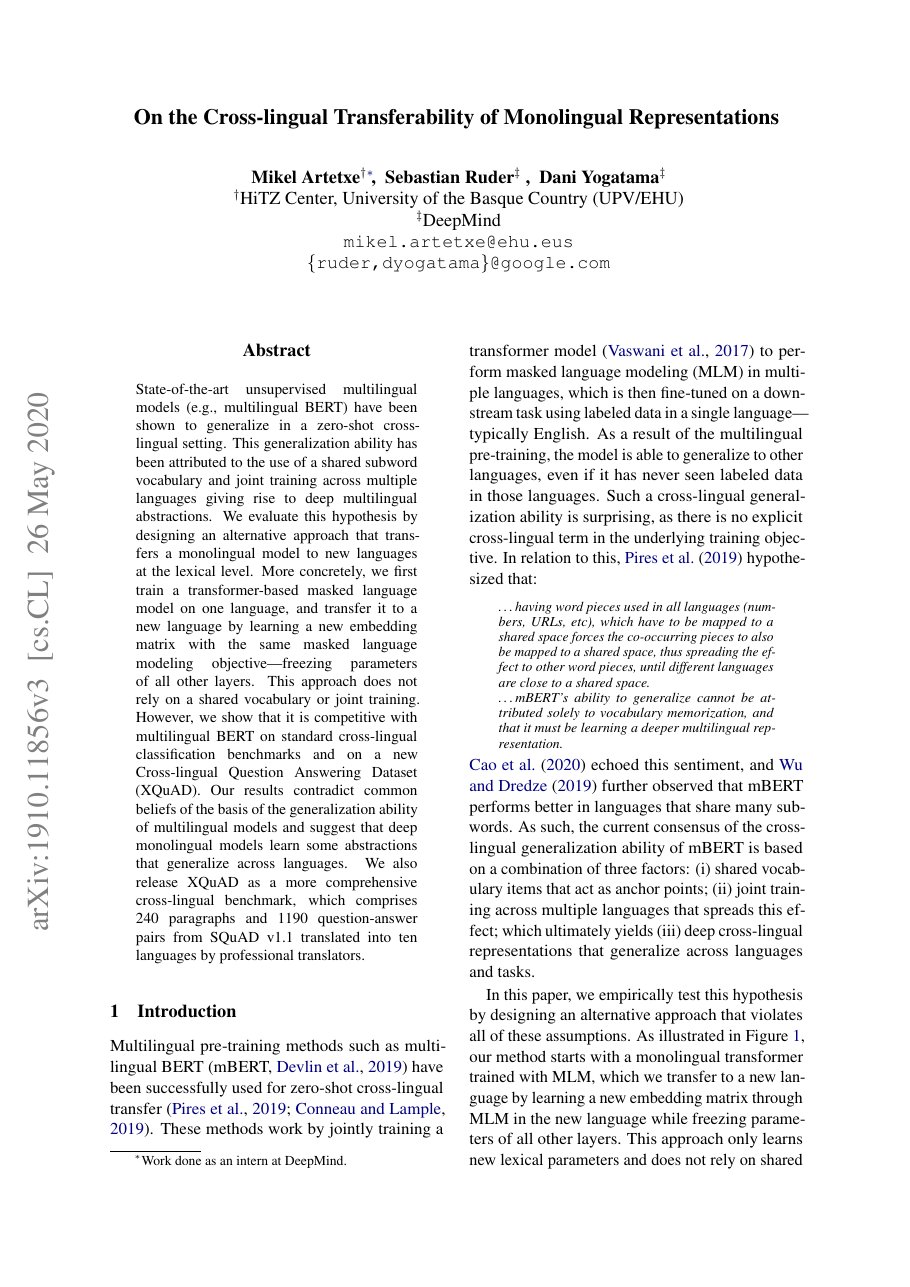 On the Cross-lingual Transferability of Monolingual Representations
Mikel Artetxe†*, Sebastian Ruder‡ , Dani Yogatama‡
†HiTZ Center, University of the Basque Country (UPV/EHU)
‡DeepMind
mikel.artetxe@ehu.eus
{ruder,dyogatama}@google.com
arXiv:1910.11856v3 [cs.CL] 26 May 2020
Abstract
State-of-the-art unsupervised multilingual
models (e.g., multilingual BERT) have been
shown to generalize in a zero-shot cross-
lingual setting. This generalization ability has
been attributed to the use of a shared subword
vocabulary and joint training across multiple
languages giving rise to deep multilingual
abstractions. We evaluate this hypothesis by
designing an alternative approach that trans-
fers a monolingual model to new languages
at the lexical level. More concretely, we first
train a transformer-based masked language
model on one language, and transfer it to a
new language by learning a new embedding
matrix with the same masked language
modeling objective—freezing parameters
of all other layers. This approach does not
rely on a shared vocabulary or joint training.
However, we show that it is competitive with
multilingual BERT on standard cross-lingual
classification benchmarks and on a new
Cross-lingual Question Answering Dataset
(XQuAD). Our results contradict common
beliefs of the basis of the generalization ability
of multilingual models and suggest that deep
monolingual models learn some abstractions
that generalize across languages. We also
release XQuAD as a more comprehensive
cross-lingual benchmark, which comprises
240 paragraphs and 1190 question-answer
pairs from SQuAD v1.1 translated into ten
languages by professional translators.
1 Introduction
Multilingual pre-training methods such as multi-
lingual BERT (mBERT, Devlin et al., 2019) have
been successfully used for zero-shot cross-lingual
transfer (Pires et al., 2019; Conneau and Lample,
2019). These methods work by jointly training a
*Work done as an intern at DeepMind.
transformer model (Vaswani et al., 2017) to per-
form masked language modeling (MLM) in multi-
ple languages, which is then fine-tuned on a down-
stream task using labeled data in a single language—
typically English. As a result of the multilingual
pre-training, the model is able to generalize to other
languages, even if it has never seen labeled data
in those languages. Such a cross-lingual general-
ization ability is surprising, as there is no explicit
cross-lingual term in the underlying training objec-
tive. In relation to this, Pires et al. (2019) hypothe-
sized that:
. . . having word pieces used in all languages (num-
bers, URLs, etc), which have to be mapped to a
shared space forces the co-occurring pieces to also
be mapped to a shared space, thus spreading the ef-
fect to other word pieces, until different languages
are close to a shared space.
. . . mBERT's ability to generalize cannot be at-
tributed solely to vocabulary memorization, and
that it must be learning a deeper multilingual rep-
resentation.
Cao et al. (2020) echoed this sentiment, and Wu
and Dredze (2019) further observed that mBERT
performs better in languages that share many sub-
words. As such, the current consensus of the cross-
lingual generalization ability of mBERT is based
on a combination of three factors: (i) shared vocab-
ulary items that act as anchor points; (ii) joint train-
ing across multiple languages that spreads this ef-
fect; which ultimately yields (iii) deep cross-lingual
representations that generalize across languages
and tasks.
In this paper, we empirically test this hypothesis
by designing an alternative approach that violates
all of these assumptions. As illustrated in Figure 1,
our method starts with a monolingual transformer
trained with MLM, which we transfer to a new lan-
guage by learning a new embedding matrix through
MLM in the new language while freezing parame-
ters of all other layers. This approach only learns
new lexical parameters and does not rely on shared